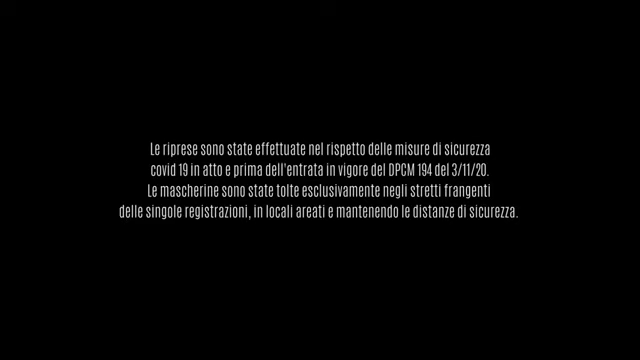 Le riprese sono state effettuate nel rispetto delle misure di sicurezza
covid 19 in atto e prima dell'entrata in vigore del DPCM 194 del 3/11/20.
Le mascherine sono state tolte esclusivamente negli stretti frangenti
delle singole registrazioni, in locali areati e mantenendo le distanze di sicurezza.